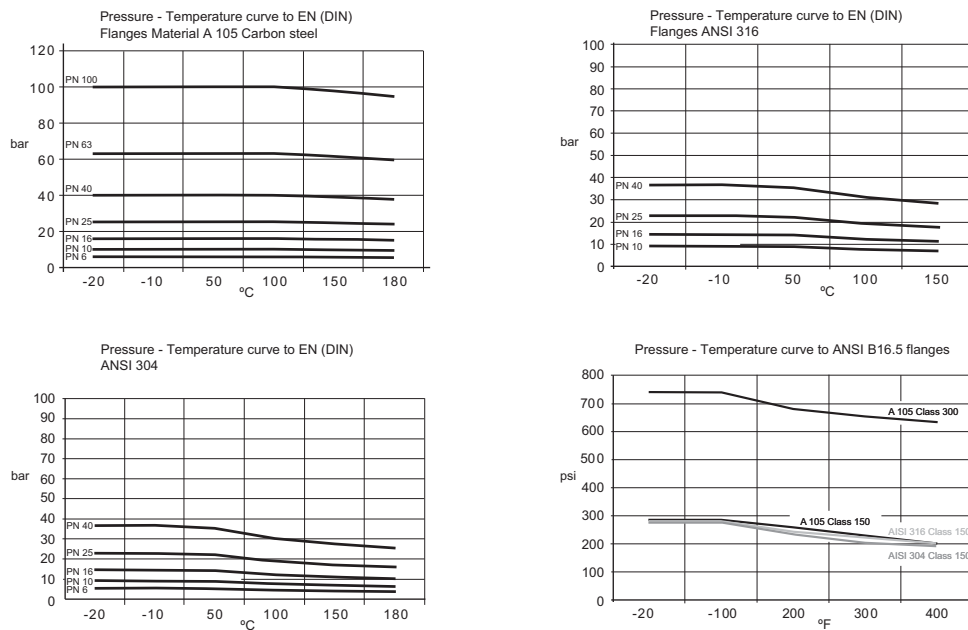 Pressure - Temperature curve to EN (DIN)
Flanges Material A 105 Carbon steel
120
100
80
60
40
20
0
bar
PN 100
PN 63
PN 40
PN 25
PN 16
PN 10
PN 6
-20 -10 50 100 150 180
ºC
Pressure - Temperature curve to EN (DIN)
Flanges ANSI 316
100
90
80
70
60
50
40
30
20
10
0
bar
PN 40
PN 25
PN 16
PN 10
-20 -10 50 100 150
ºC
Pressure - Temperature curve to EN (DIN)
ANSI 304
100
90
80
70
60
50
40
30
20
10
0
bar
PN 40
PN 25
PN 16
PN 10
PN 6
-20 -10 50 100 150 180
ºC
Pressure - Temperature curve to ANSI B16.5 flanges
800
700
600
500
400
300
200
100
0
psi
A 105 Class 300
A 105 Class 150
AISI 316 Class 150
AISI 304 Class 150
-20 -100 200 300 400
ºF